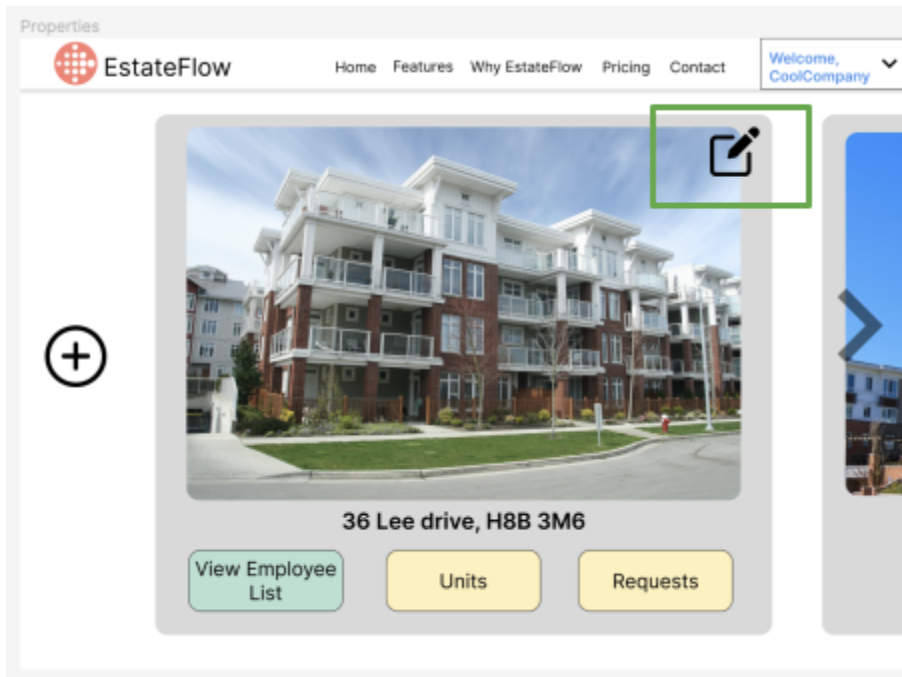 Properties
EstateFlow
Home Features Why EstateFlow Pricing Contact
Welcome,
CoolCompany
36 Lee drive, H8B 3M6
View Employee
List
Units
Requests